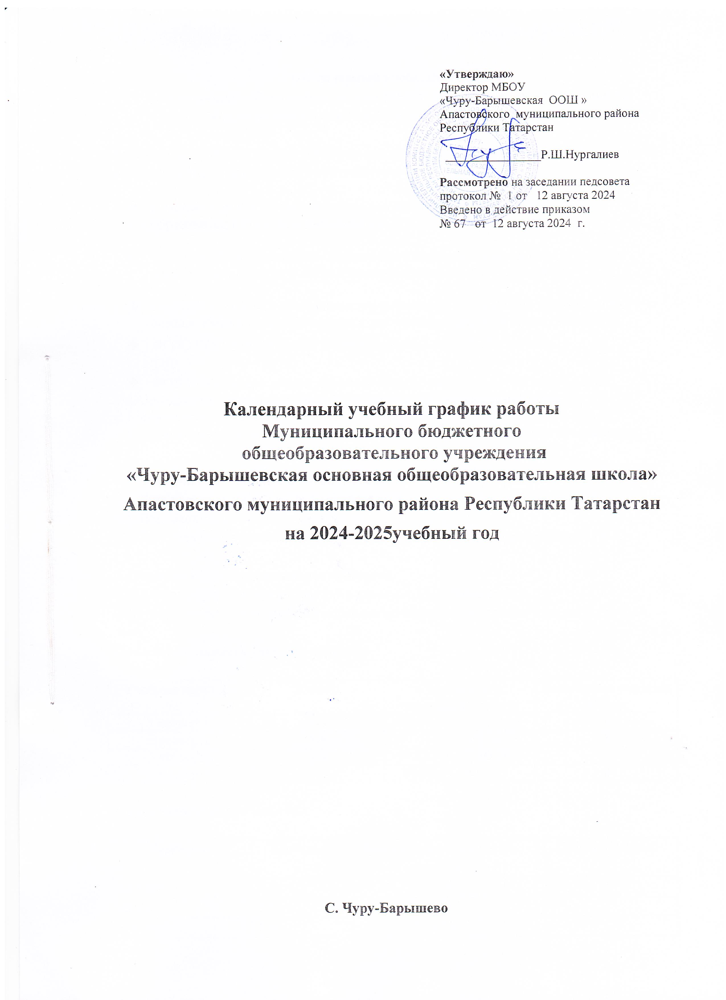 «Утверждаю»
Директор МБОУ
«Чуру-Барышевская ООШ »
Апастовского муниципального района
Республики Татарстан
Р.Ш.Нургалиев
Рассмотрено на заседании педсовета
протокол № 1 от 12 августа 2024
Введено в действие приказом
№ 67 от 12 августа 2024 г.
Календарный учебный график работы
Муниципального бюджетного
общеобразовательного учреждения
«Чуру-Барышевская основная общеобразовательная школа»
Апастовского муниципального района Республики Татарстан
на 2024-2025учебный год
С. Чуру-Барышево